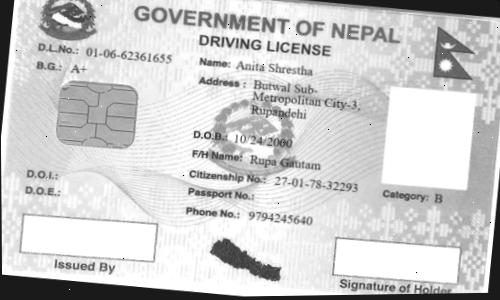 GOVERNMENT OF NEPAL
DRIVING LICENSE
D.L.No.: 01-06-62361655
B.G.: A+
Name: Anita Shrestha
Address : Butwal Sub-
Metropolitan City-3,
Rupandehi
D.O.B.: 10/24/2000
F/H Name: Rupa Gautam
Citizenship No.: 27-01-78-32293
Passport No.:
Phone No.: 9794245640
D.O.I.:
D.O.E.:
Category: B
Issued By
Signature of Holder